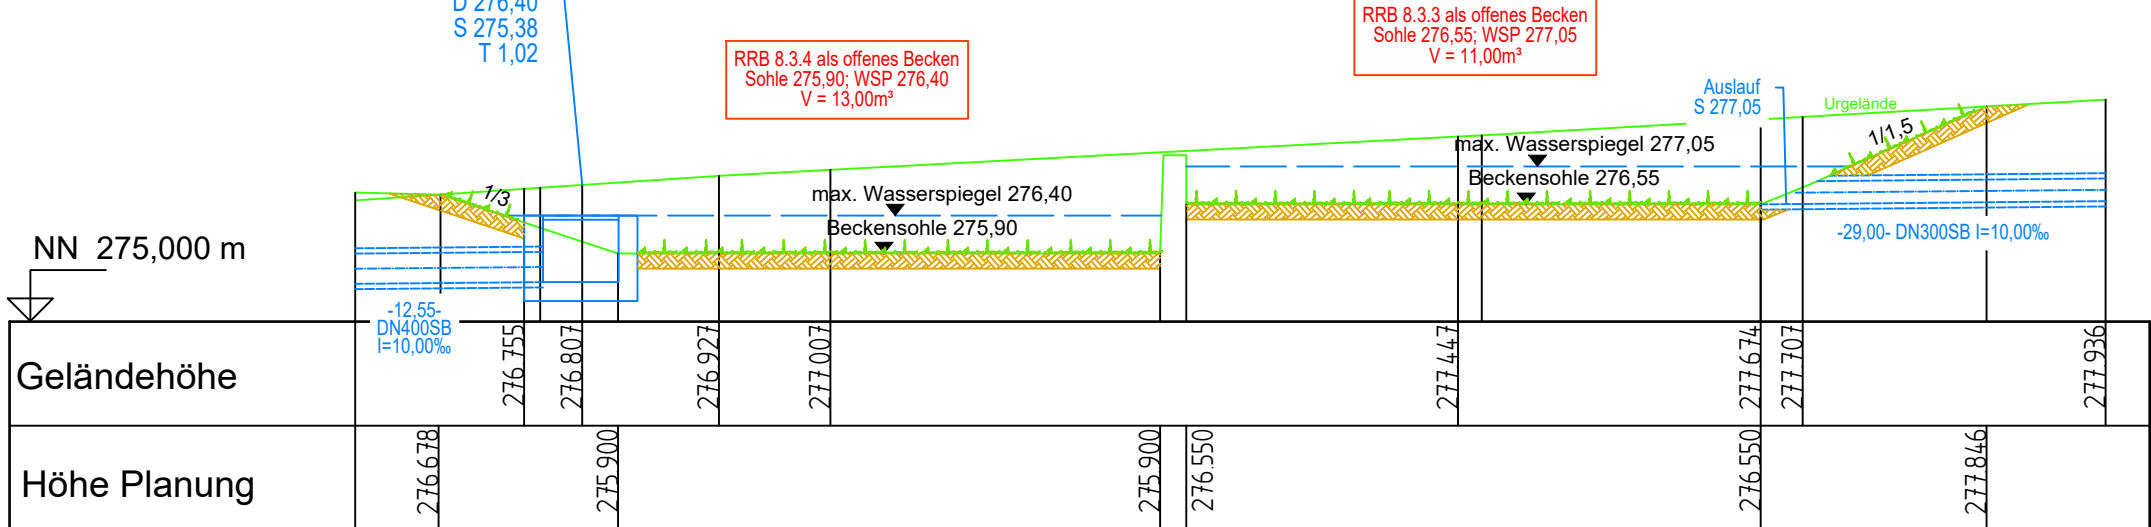 D 276,40
S 275,38
T 1,02
RRB 8.3.4 als offenes Becken
Sohle 275,90; WSP 276,40
V = 13,00m³
RRB 8.3.3 als offenes Becken
Sohle 276,55; WSP 277,05
V = 11,00m³
Auslauf
S 277,05
Urgelände
1/1,5
max. Wasserspiegel 277,05
Beckensohle 276,55
1/3
max. Wasserspiegel 276,40
Beckensohle 275,90
-29,00- DN300SB I=10,00‰
NN 275,000 m
-12,55-
DN400SB
I=10,00‰
Geländehöhe
276.755
276.807
276.927
277.007
277.447
277.674
277.707
277.936
Höhe Planung
276.678
275.900
275.900
276.550
276.550
277.846